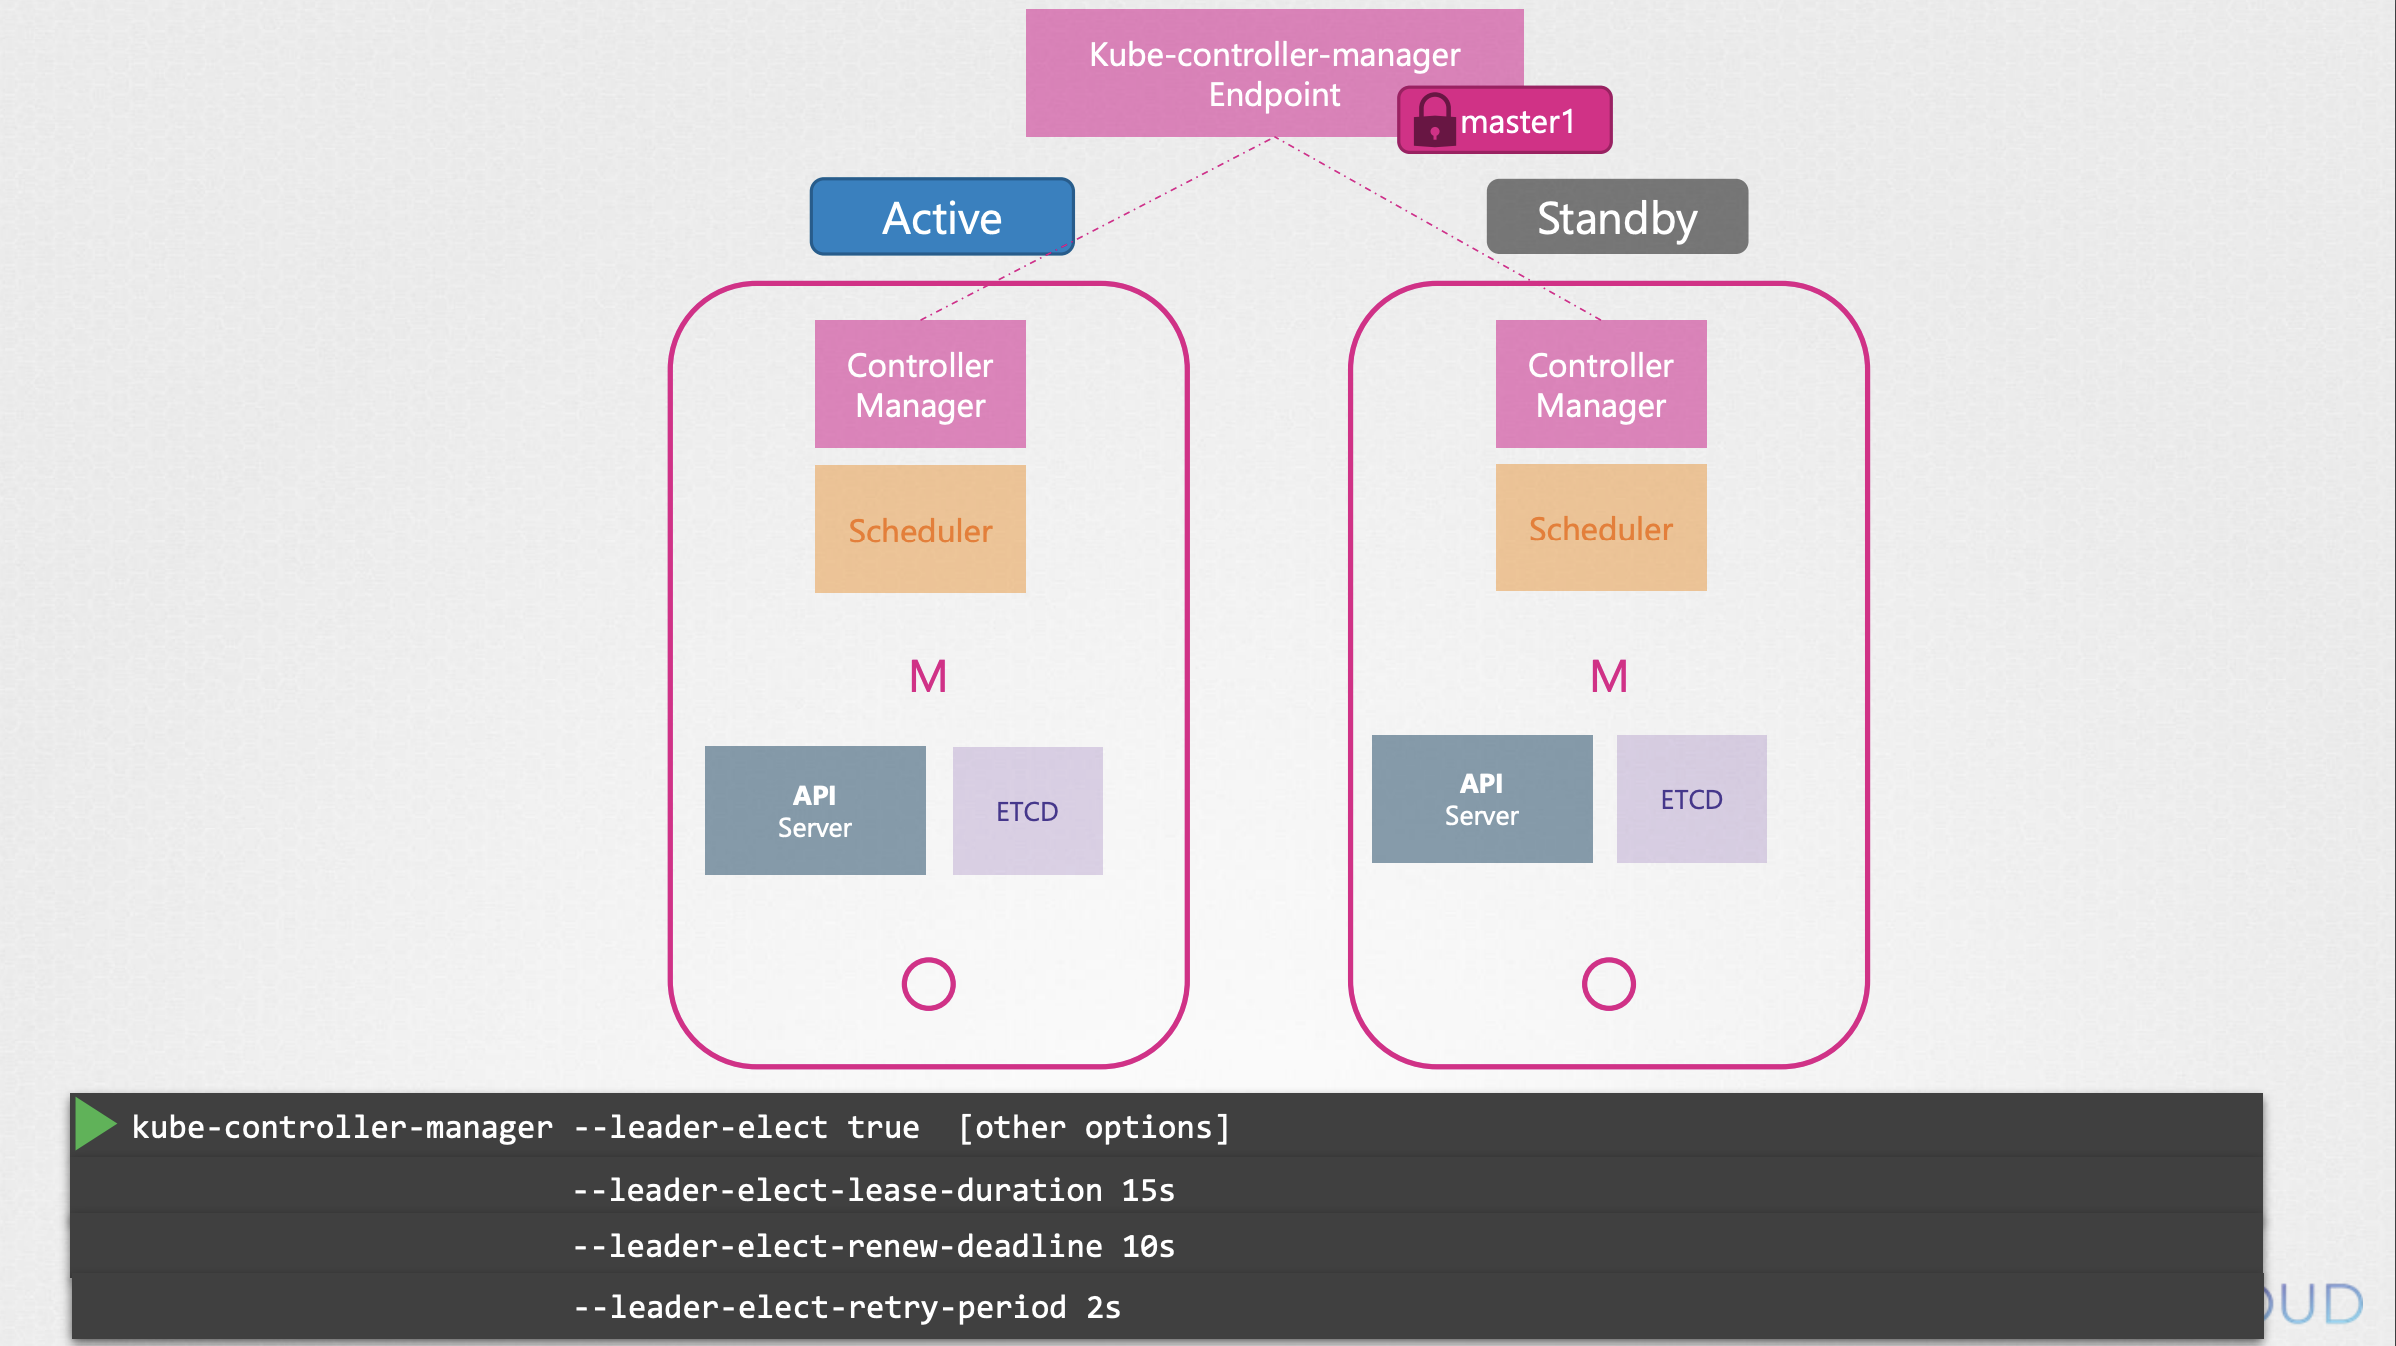 Kube-controller-manager
Endpoint
master1
Active
Standby
Controller
Manager
Scheduler
M
API
Server
ETCD
Controller
Manager
Scheduler
M
API
Server
ETCD
kube-controller-manager --leader-elect true  [other options]
--leader-elect-lease-duration 15s
--leader-elect-renew-deadline 10s
--leader-elect-retry-period 2s